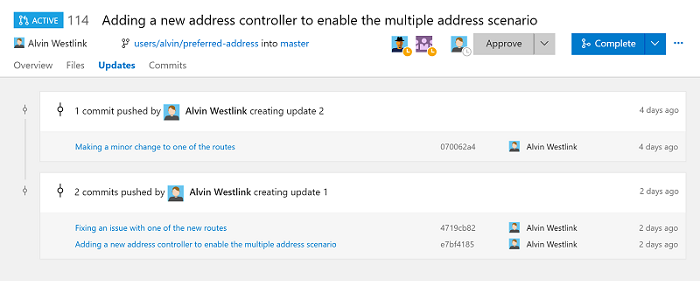 ACTIVE 114 Adding a new address controller to enable the multiple address scenario
Alvin Westlink users/alvin/preferred-address into master Approve Complete
Overview Files Updates Commits
1 commit pushed by Alvin Westlink creating update 2 4 days ago
Making a minor change to one of the routes 070062a4 Alvin Westlink 4 days ago
2 commits pushed by Alvin Westlink creating update 1 2 days ago
Fixing an issue with one of the new routes 4719cb82 Alvin Westlink 2 days ago
Adding a new address controller to enable the multiple address scenario e7bf4185 Alvin Westlink 2 days ago